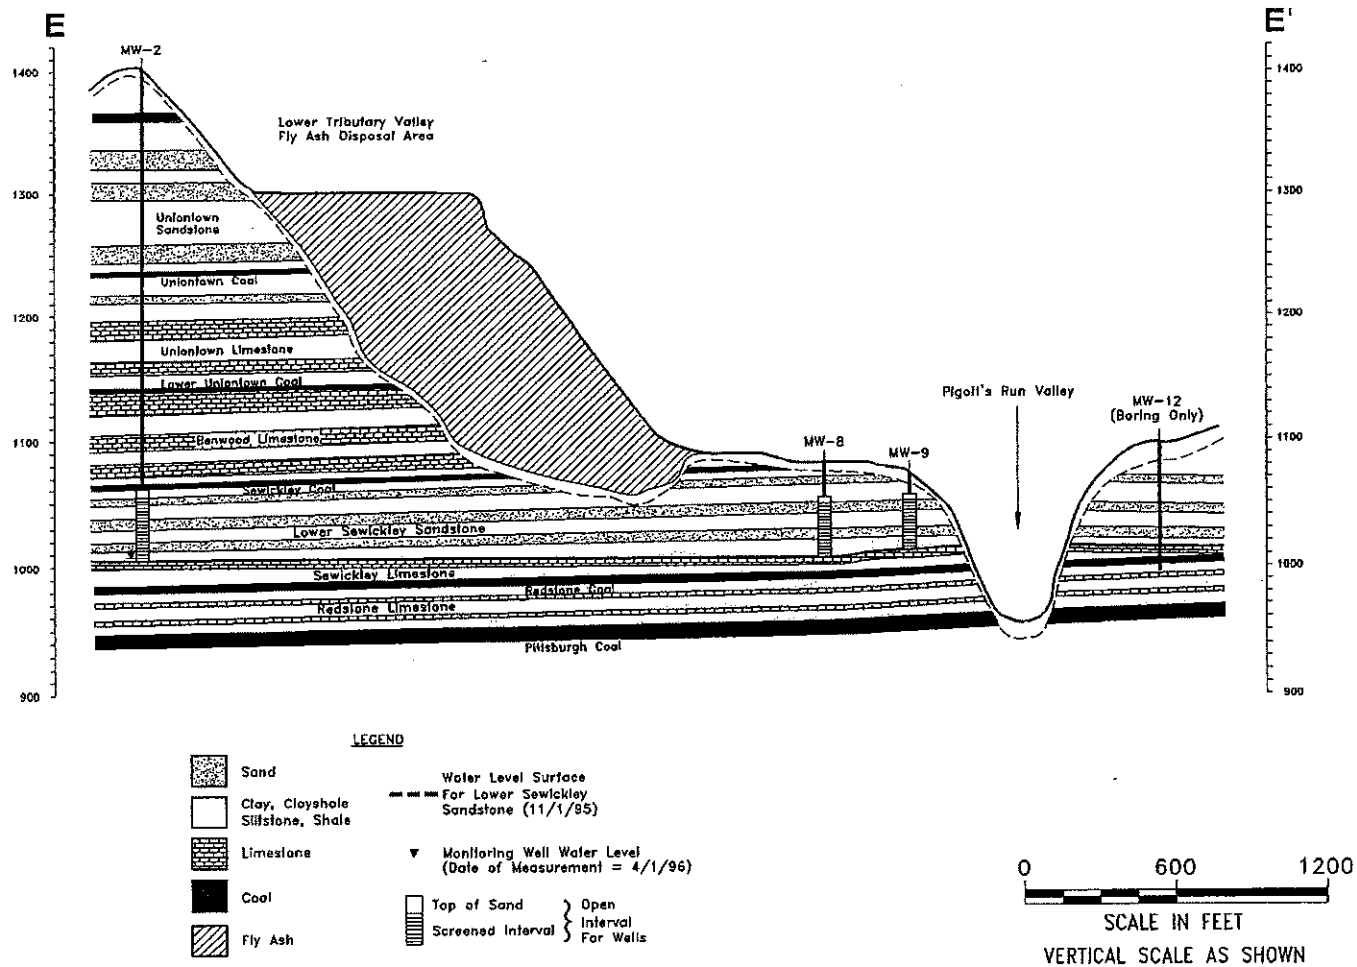 E
E'
MW-2
1400
1400
Lower Tributary Valley
Fly Ash Disposal Area
1300
1300
Uniontown
Sandstone
Uniontown Coal
1200
1200
Uniontown Limestone
Lower Uniontown Coal
Pigott's Run Valley
MW-12
(Boring Only)
1100
1100
Benwood Limestone
MW-8
MW-9
Sewickley Coal
Lower Sewickley Sandstone
1000
1000
Sewickley Limestone
Redstone Coal
Redstone Limestone
Pittsburgh Coal
900
900
LEGEND
Sand
Clay, Clayshale
Siltstone, Shale
Limestone
Coal
Fly Ash
Water Level Surface
For Lower Sewickley
Sandstone (11/1/95)
Monitoring Well Water Level
(Date of Measurement = 4/1/96)
Top of Sand
Screened Interval
Open
Interval
For Wells
0 600 1200
SCALE IN FEET
VERTICAL SCALE AS SHOWN